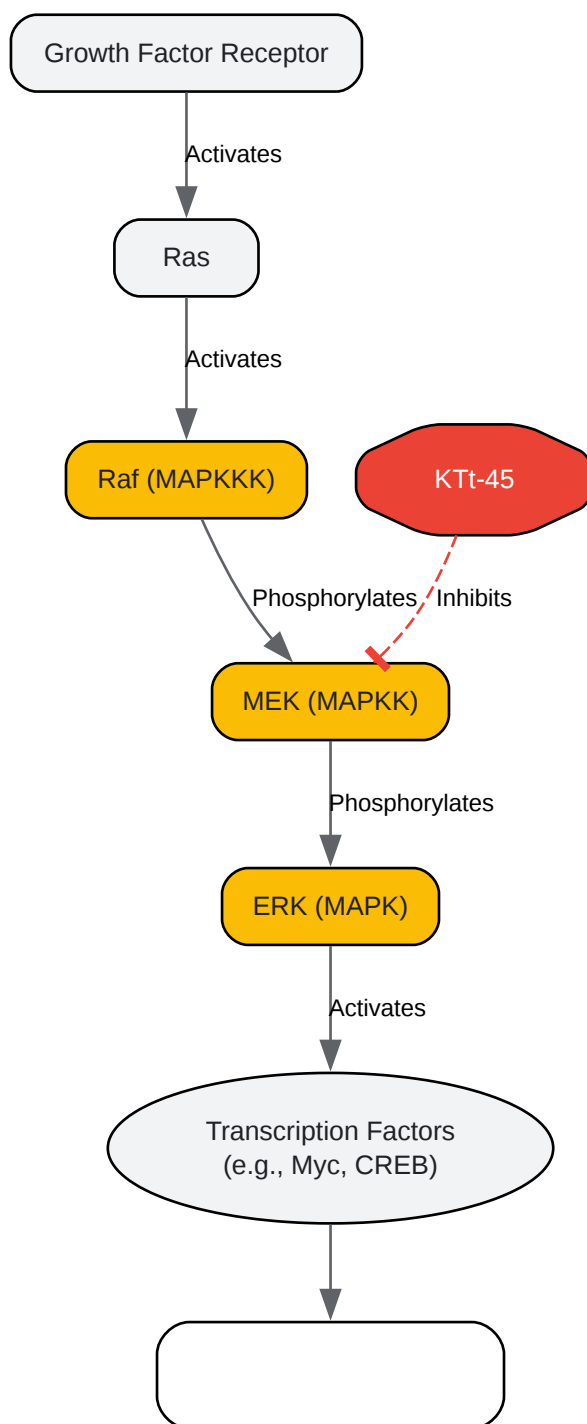 Growth Factor Receptor
Activates
Ras
Activates
Raf (MAPKKK)
KTt-45
Phosphorylates
Inhibits
MEK (MAPKK)
Phosphorylates
ERK (MAPK)
Activates
Transcription Factors
(e.g., Myc, CREB)